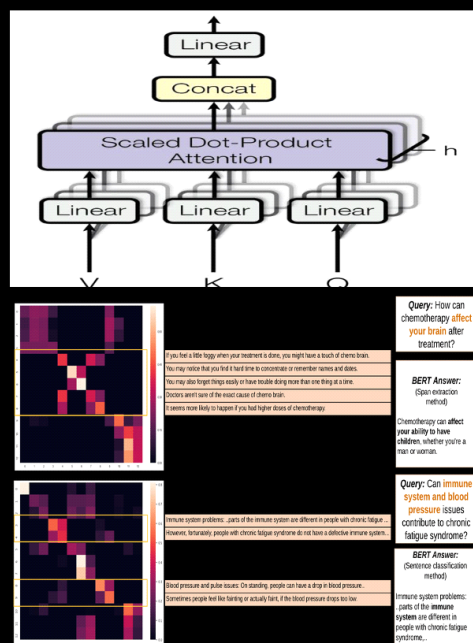 Linear
Concat
Scaled Dot-Product
Attention
h
Linear
Linear
Linear
V
K
Q
If you feel a little foggy when your treatment is done, you might have a touch of chemo brain.
You may notice that you find it hard to concentrate or remember names and dates.
You may also forget things easily or have trouble doing more than one thing at a time.
Doctors aren't sure of the exact cause of chemo brain.
It seems more likely to happen if you had higher doses of chemotherapy.
Query: How can
chemotherapy affect
your brain after
treatment?
BERT Answer:
(Span extraction
method)
Chemotherapy can affect
your ability to have
children, whether you're a
man or woman.
Immune system problems: ..parts of the immune system are different in people with chronic fatigue ...
However, fortunately, people with chronic fatigue syndrome do not have a defective immune system...
Blood pressure and pulse issues: On standing, people can have a drop in blood pressure..
Sometimes people feel like fainting or actually faint, if the blood pressure drops too low.
Query: Can immune
system and blood
pressure issues
contribute to chronic
fatigue syndrome?
BERT Answer:
(Sentence classification
method)
Immune system problems:
..parts of the immune
system are different in
people with chronic fatigue
syndrome,..